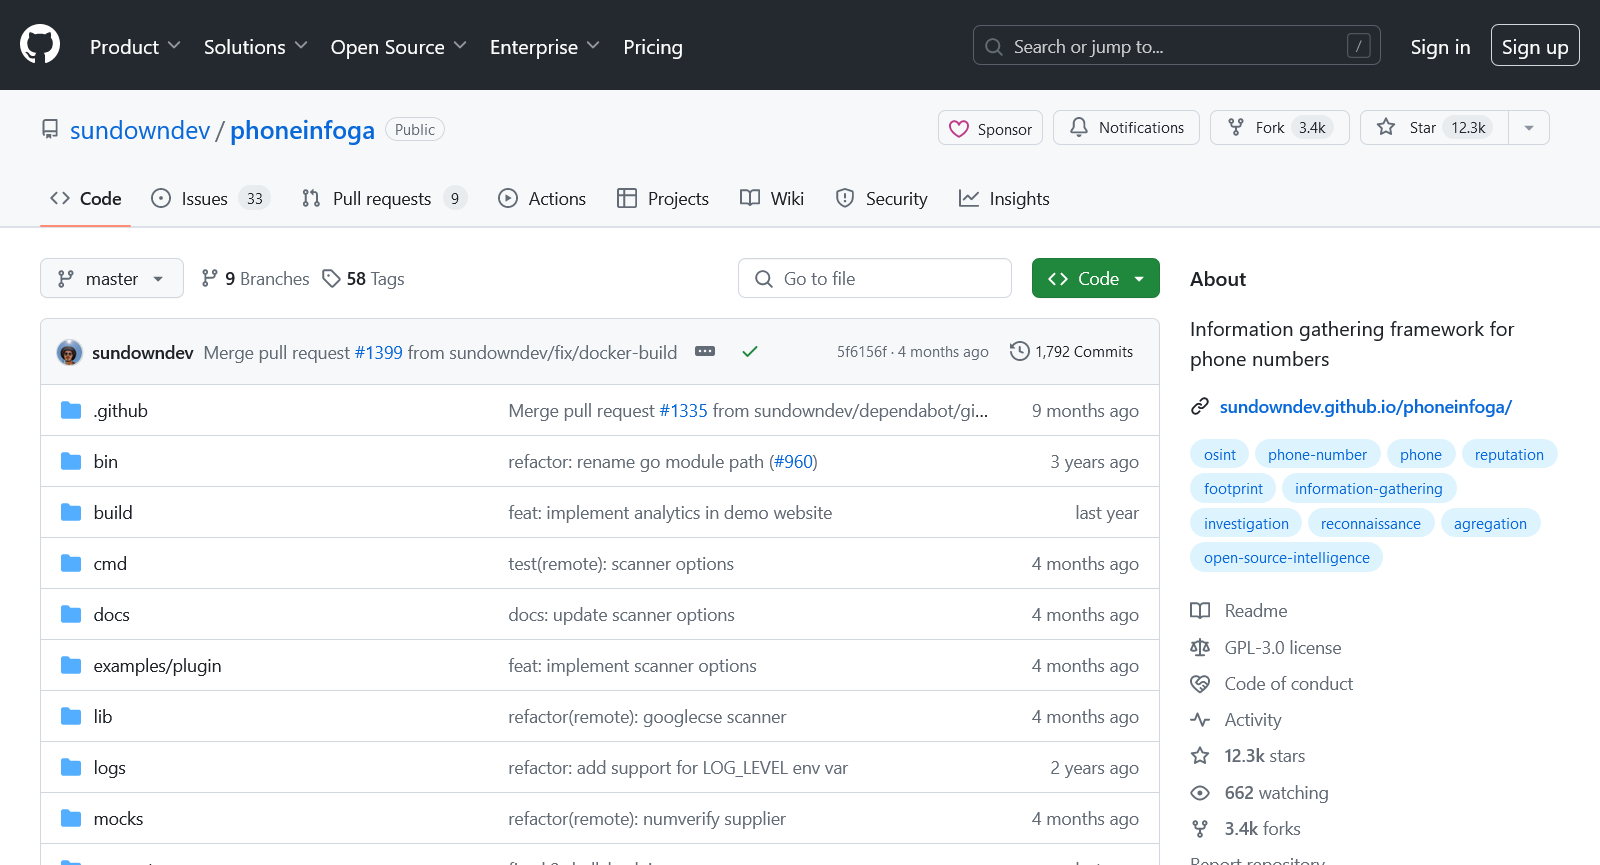 Product Solutions Open Source Enterprise Pricing Search or jump to... / Sign in Sign up
sundowndev / phoneinfoga Public Sponsor Notifications Fork 3.4k Star 12.3k
Code Issues 33 Pull requests 9 Actions Projects Wiki Security Insights
master 9 Branches 58 Tags Go to file Code
sundowndev Merge pull request #1399 from sundowndev/fix/docker-build 5f6156f · 4 months ago 1,792 Commits
.github Merge pull request #1335 from sundowndev/dependabot/gi... 9 months ago
bin refactor: rename go module path (#960) 3 years ago
build feat: implement analytics in demo website last year
cmd test(remote): scanner options 4 months ago
docs docs: update scanner options 4 months ago
examples/plugin feat: implement scanner options 4 months ago
lib refactor(remote): googlecse scanner 4 months ago
logs refactor: add support for LOG_LEVEL env var 2 years ago
mocks refactor(remote): numverify supplier 4 months ago
About
Information gathering framework for
phone numbers
sundowndev.github.io/phoneinfoga/
osint phone-number phone reputation
footprint information-gathering
investigation reconnaissance agregation
open-source-intelligence
Readme
GPL-3.0 license
Code of conduct
Activity
12.3k stars
662 watching
3.4k forks
Report repository